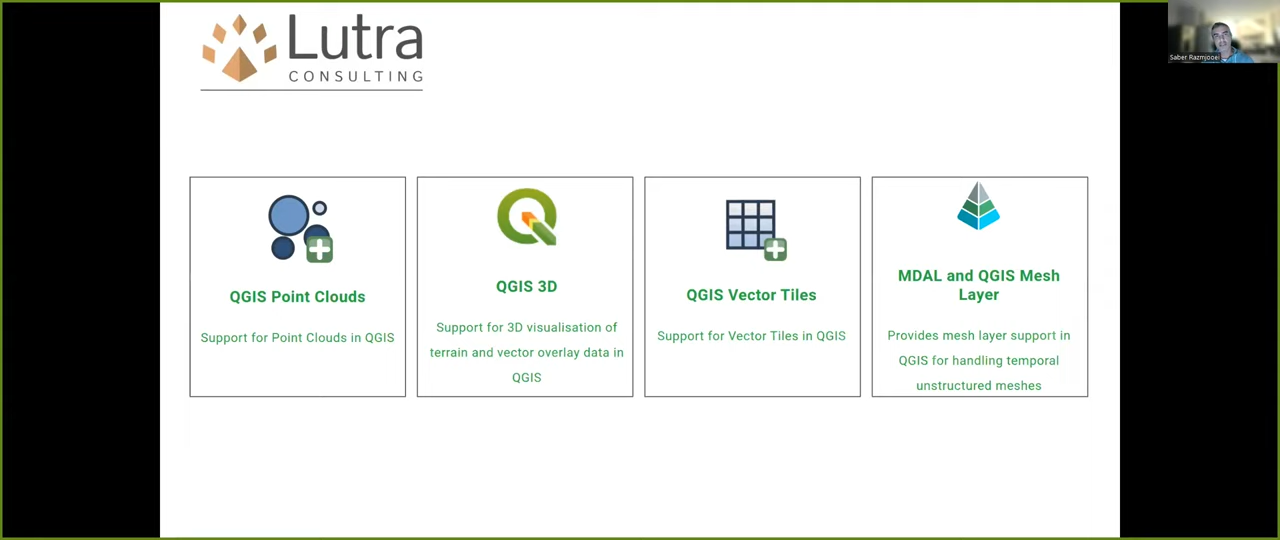 Lutra
CONSULTING
Saber Razmjooei
QGIS Point Clouds
Support for Point Clouds in QGIS
QGIS 3D
Support for 3D visualisation of
terrain and vector overlay data in
QGIS
QGIS Vector Tiles
Support for Vector Tiles in QGIS
MDAL and QGIS Mesh
Layer
Provides mesh layer support in
QGIS for handling temporal
unstructured meshes